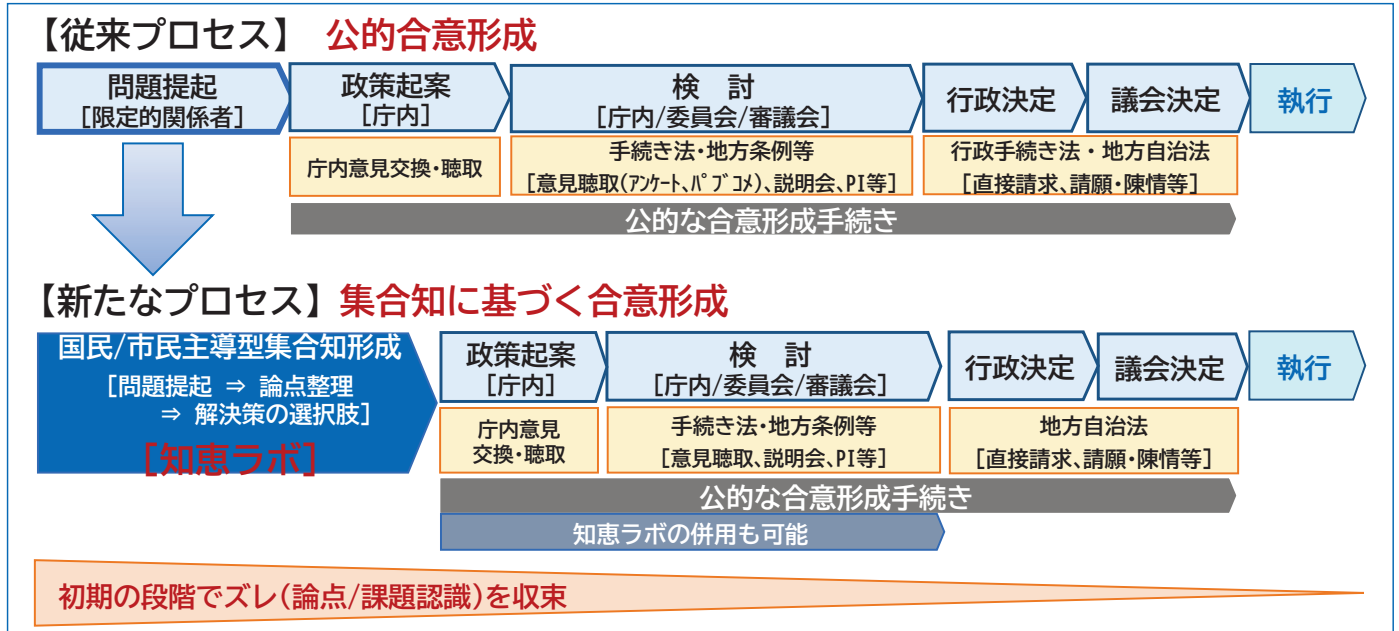 【従来プロセス】 公的合意形成
問題提起
[限定的関係者]
政策起案
[庁内]
検 討
[庁内/委員会/審議会]
行政決定
議会決定
執行
庁内意見交換・聴取
手続き法・地方条例等
[意見聴取(ｱﾝｹｰﾄ、ﾊﾟﾌﾞｺﾒ)、説明会、PI等]
行政手続き法・地方自治法
[直接請求、請願・陳情等]
公的な合意形成手続き
【新たなプロセス】集合知に基づく合意形成
国民/市民主導型集合知形成
[問題提起 ⇒ 論点整理
⇒ 解決策の選択肢]
[知恵ラボ]
政策起案
[庁内]
検 討
[庁内/委員会/審議会]
行政決定
議会決定
執行
庁内意見
交換・聴取
手続き法・地方条例等
[意見聴取、説明会、PI等]
地方自治法
[直接請求、請願・陳情等]
公的な合意形成手続き
知恵ラボの併用も可能
初期の段階でズレ(論点/課題認識)を収束